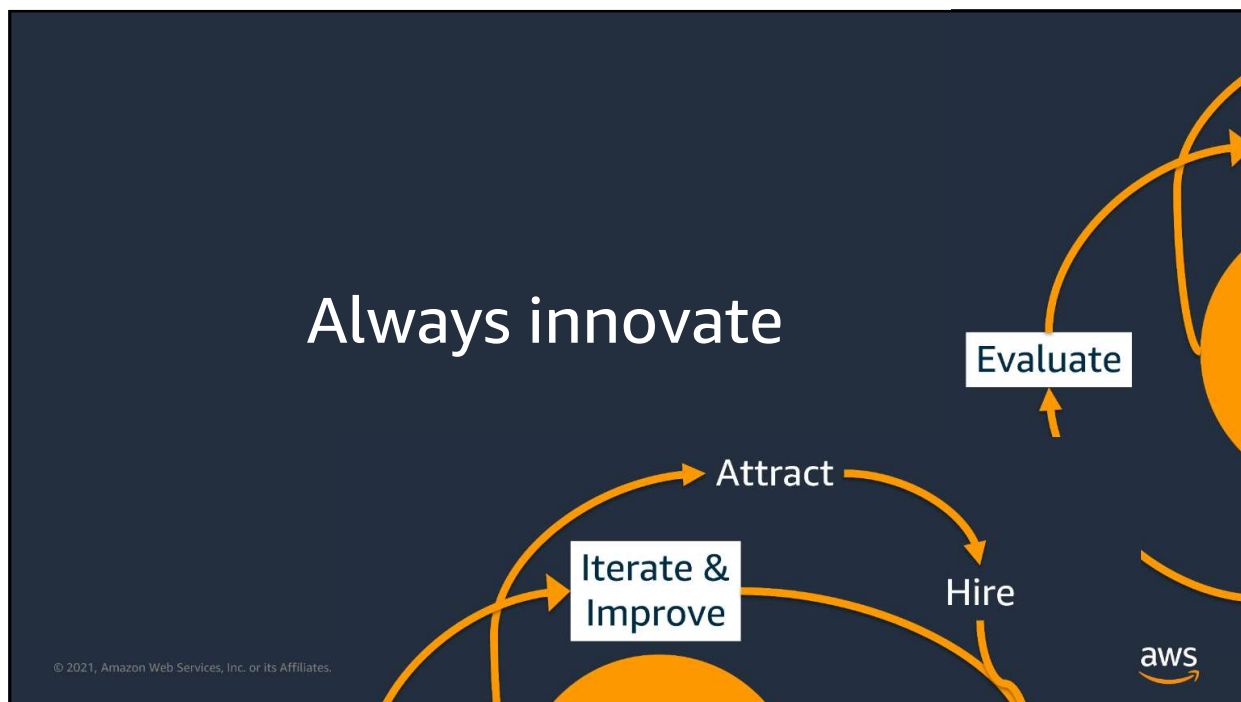 Always innovate
Evaluate
Attract
Iterate &
Improve
Hire
© 2021, Amazon Web Services, Inc. or its Affiliates.
aws